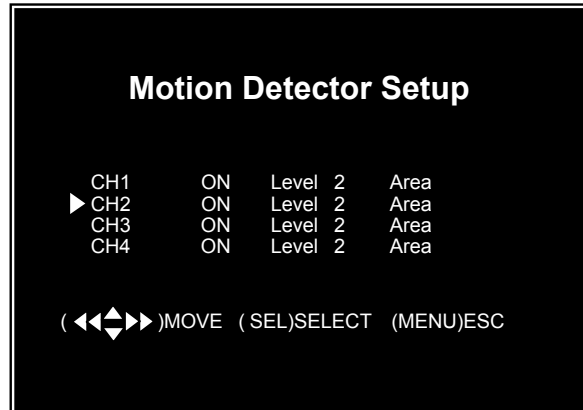 Motion Detector Setup
CH1 ON Level 2 Area
CH2 ON Level 2 Area
CH3 ON Level 2 Area
CH4 ON Level 2 Area
( )MOVE ( SEL)SELECT (MENU)ESC